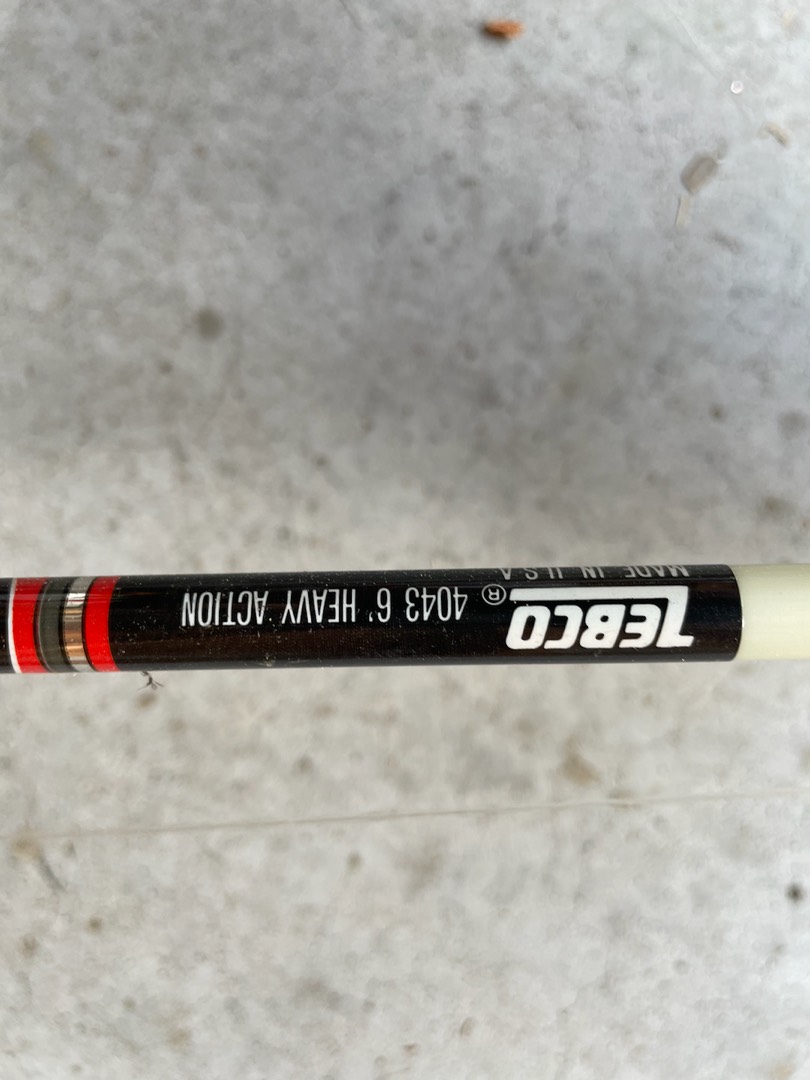 ZEBCO® 4043 6' HEAVY ACTION
MADE IN U.S.A.